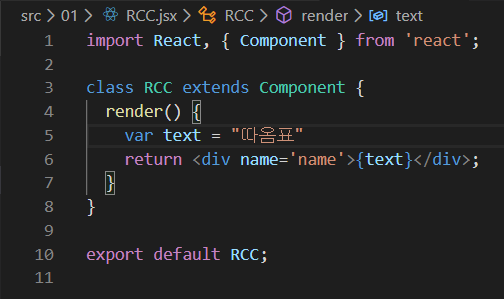 src > 01 > RCC.jsx > RCC > render > text
1 import React, { Component } from 'react';
2
3 class RCC extends Component {
4   render() {
5     var text = "따옴표"
6     return <div name='name'>{text}</div>;
7   }
8 }
9
10 export default RCC;
11